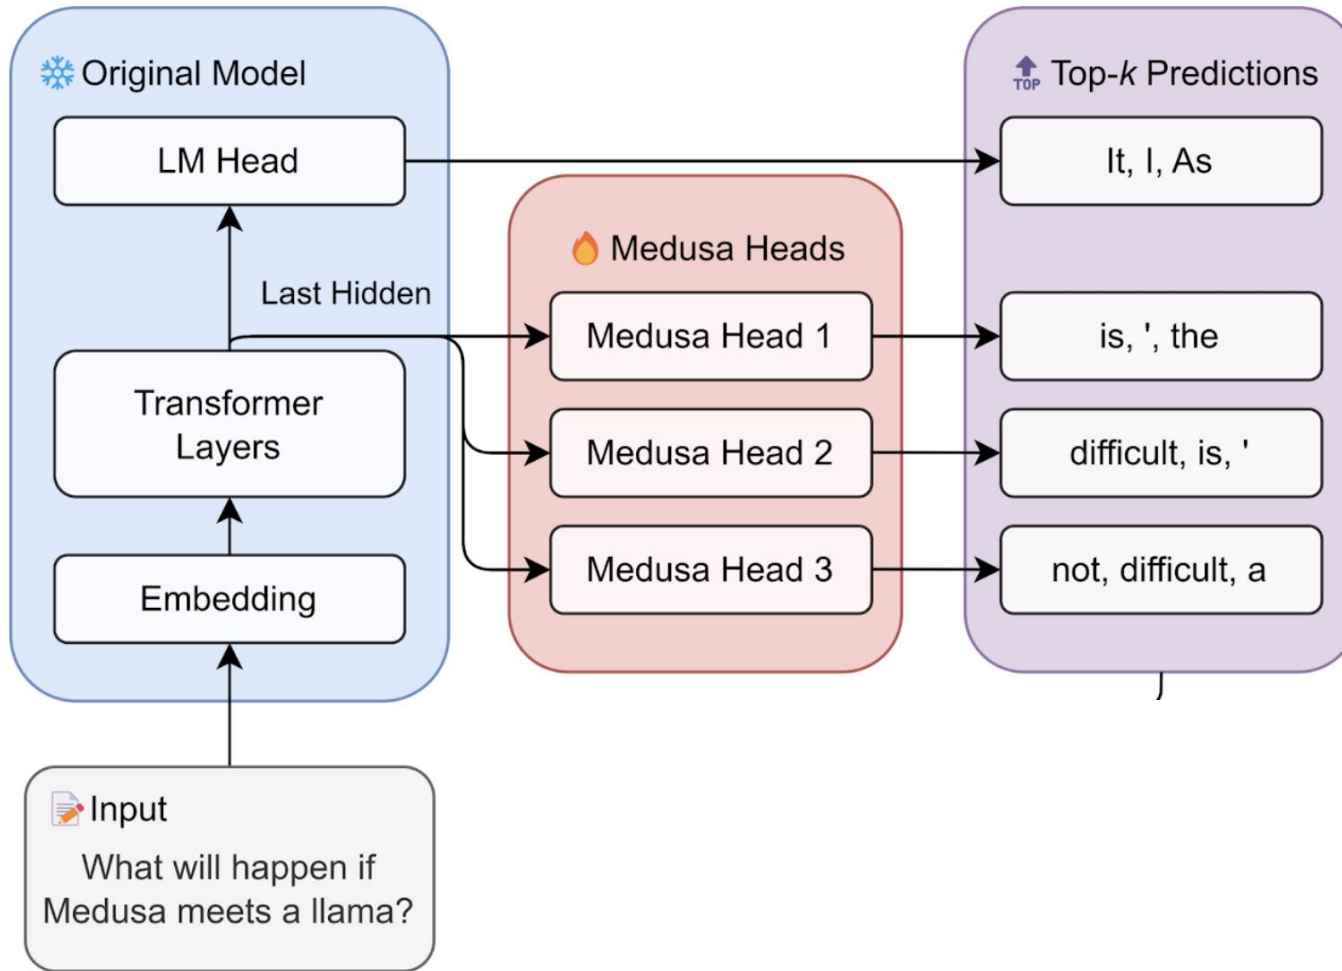 Original Model
LM Head
Last Hidden
Transformer
Layers
Embedding
Input
What will happen if
Medusa meets a llama?
Medusa Heads
Medusa Head 1
Medusa Head 2
Medusa Head 3
TOP
Top-k Predictions
It, I, As
is, ', the
difficult, is, '
not, difficult, a